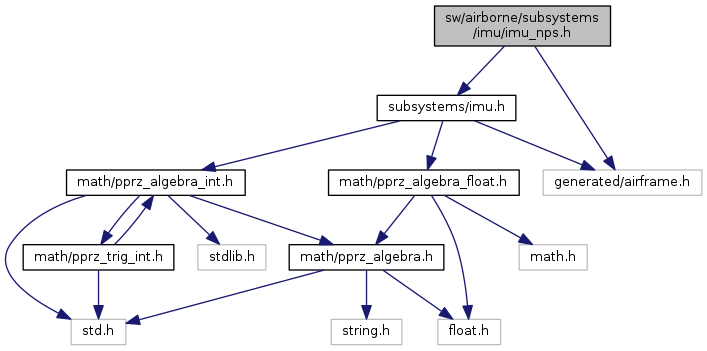 sw/airborne/subsystems
/imu/imu_nps.h
subsystems/imu.h
math/pprz_algebra_int.h
math/pprz_algebra_float.h
generated/airframe.h
math/pprz_trig_int.h
stdlib.h
math/pprz_algebra.h
math.h
std.h
string.h
float.h